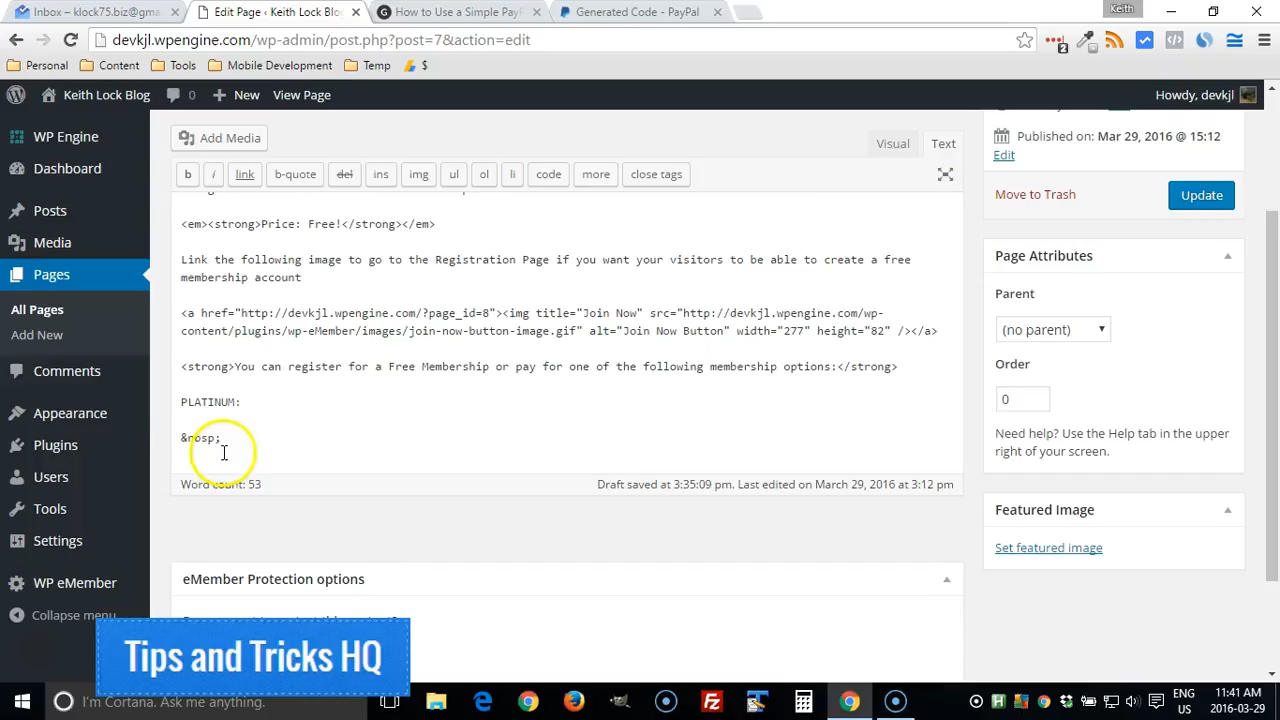 Inbox - klock75.biz@gma
Edit Page ‹ Keith Lock Blog
How to Use a Simple PayP
Generated Code - PayPal
Keith
devkjl.wpengine.com/wp-admin/post.php?post=7&action=edit
Personal
Content
Tools
Mobile Development
Temp
$
Keith Lock Blog
0
New
View Page
Howdy, devkjl
WP Engine
Dashboard
Posts
Media
Pages
All Pages
Add New
Comments
Appearance
Plugins
Users
Tools
Settings
WP eMember
Collapse menu
Add Media
Visual
Text
b
i
link
b-quote
del
ins
img
ul
ol
li
code
more
close tags
<em><strong>Price: Free!</strong></em>
Link the following image to go to the Registration Page if you want your visitors to be able to create a free
membership account
<a href="http://devkjl.wpengine.com/?page_id=8"><img title="Join Now" src="http://devkjl.wpengine.com/wp-
content/plugins/wp-eMember/images/join-now-button-image.gif" alt="Join Now Button" width="277" height="82" /></a>
<strong>You can register for a Free Membership or pay for one of the following membership options:</strong>
PLATINUM:
&nbsp;
Word count: 53
Draft saved at 3:35:09 pm. Last edited on March 29, 2016 at 3:12 pm
eMember Protection options
Published on: Mar 29, 2016 @ 15:12
Edit
Move to Trash
Update
Page Attributes
Parent
(no parent)
Order
0
Need help? Use the Help tab in the upper
right of your screen.
Featured Image
Set featured image
Tips and Tricks HQ
I'm Cortana. Ask me anything.
ENG
US
11:41 AM
2016-03-29